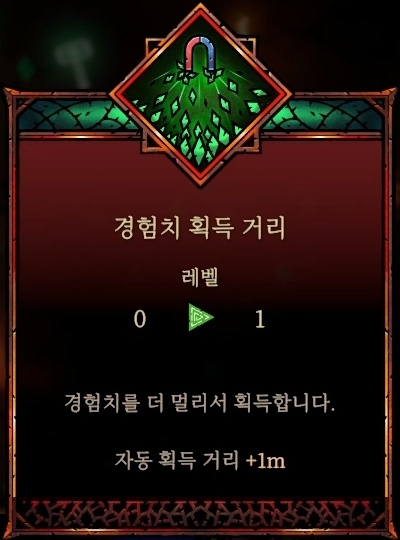 경험치 획득 거리
레벨
0 1
경험치를 더 멀리서 획득합니다.
자동 획득 거리 +1m